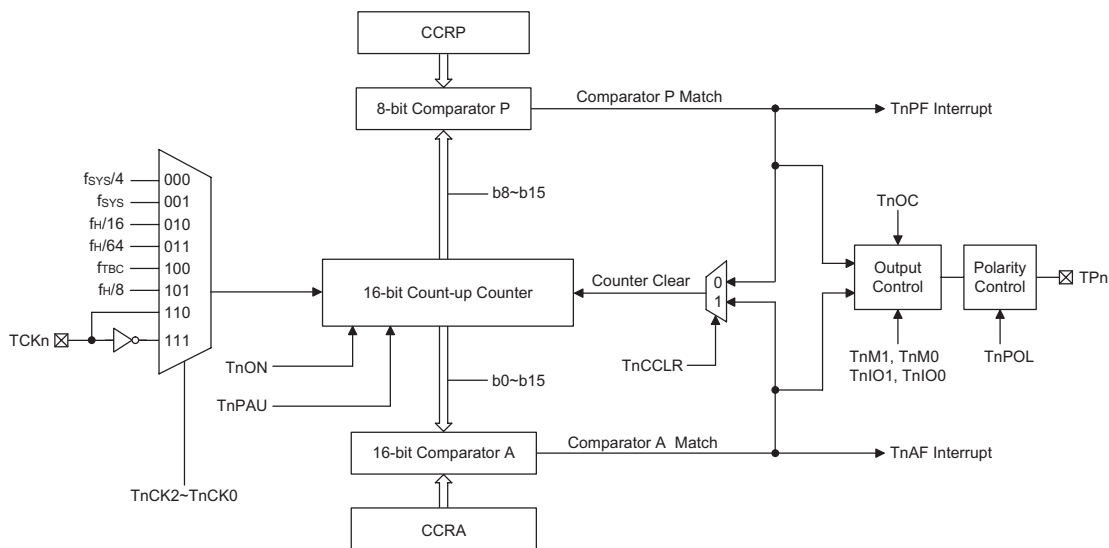 CCRP
8-bit Comparator P
Comparator P Match
TnPF Interrupt
fSYS/4
000
fSYS
001
fH/16
010
fH/64
011
fTBC
100
fH/8
101
110
TCKn
111
b8~b15
TnOC
16-bit Count-up Counter
Counter Clear
0
1
Output
Control
Polarity
Control
TPn
TnON
TnPAU
b0~b15
TnCCLR
TnM1, TnM0
TnIO1, TnIO0
TnPOL
16-bit Comparator A
Comparator A Match
TnAF Interrupt
TnCK2~TnCK0
CCRA